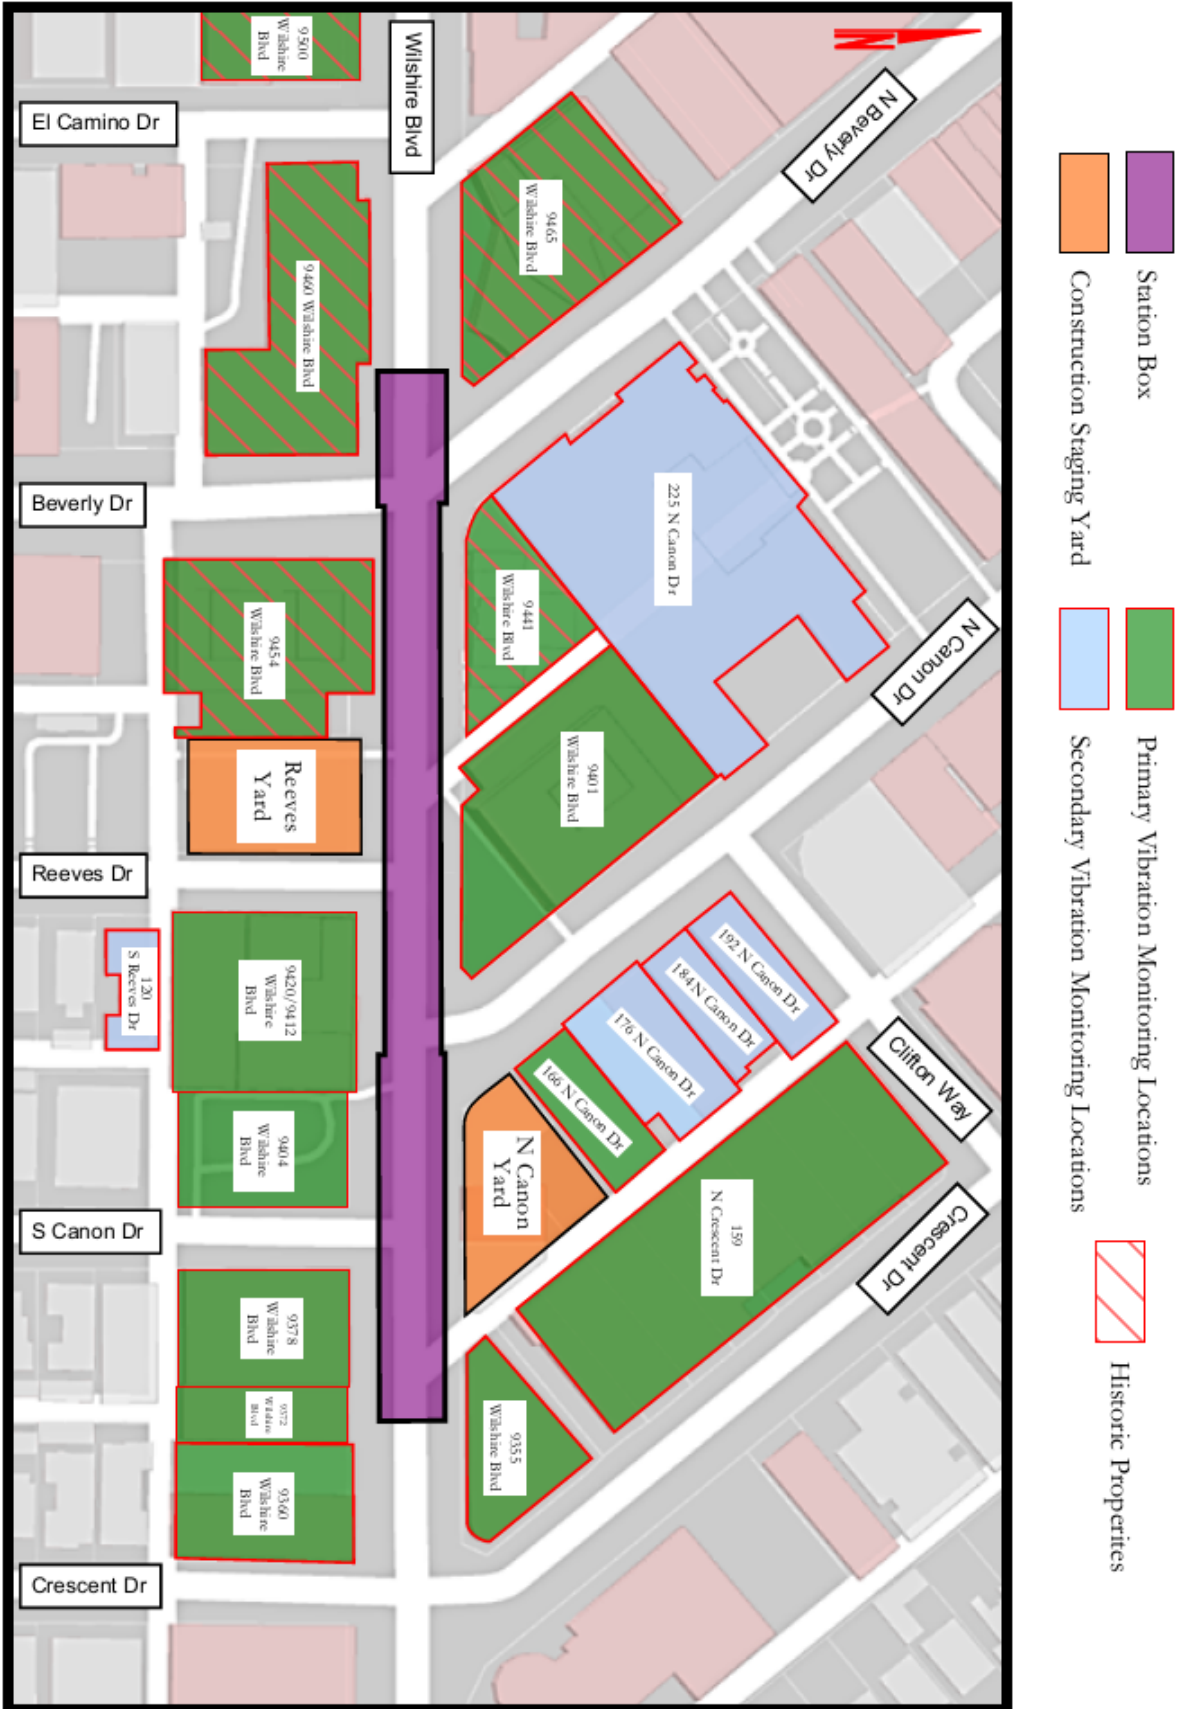 Station Box
Construction Staging Yard
Primary Vibration Monitoring Locations
Secondary Vibration Monitoring Locations
Historic Properites
N
9500
Wilshire
Blvd
Wilshire Blvd
N Beverly Dr
El Camino Dr
9465
Wilshire Blvd
9460 Wilshire Blvd
Beverly Dr
225 N Canon Dr
9441
Wilshire Blvd
N Canon Dr
9454
Wilshire Blvd
9401
Wilshire Blvd
Reeves
Yard
Reeves Dr
192 N Canon Dr
184 N Canon Dr
176 N Canon Dr
166 N Canon Dr
Clifton Way
120
S Reeves Dr
9420/9412
Wilshire
Blvd
9404
Wilshire
Blvd
N Canon
Yard
159
N Crescent Dr
Crescent Dr
S Canon Dr
9378
Wilshire
Blvd
9372
Wilshire
Blvd
9360
Wilshire
Blvd
9355
Wilshire Blvd
Crescent Dr